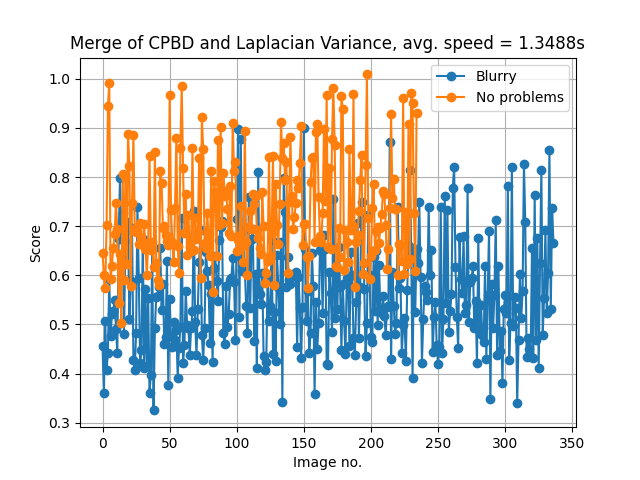 Merge of CPBD and Laplacian Variance, avg. speed = 1.3488s
Blurry
No problems
1.0
0.9
0.8
0.7
0.6
0.5
0.4
0.3
Score
0 50 100 150 200 250 300 350
Image no.